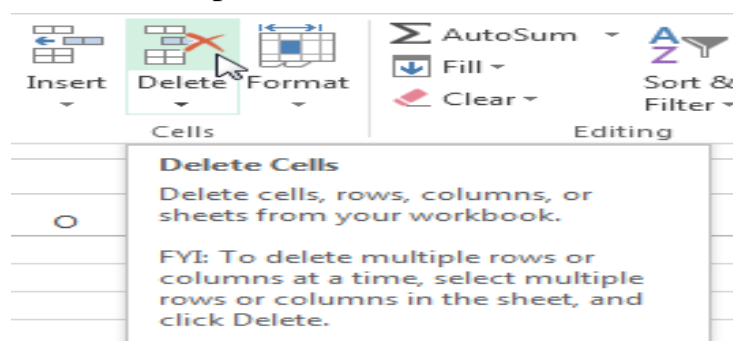 AutoSum
Fill
Insert Delete Format Sort &
Clear Filter
Cells Editing
Delete Cells
Delete cells, rows, columns, or
sheets from your workbook.
O
FYI: To delete multiple rows or
columns at a time, select multiple
rows or columns in the sheet, and
click Delete.